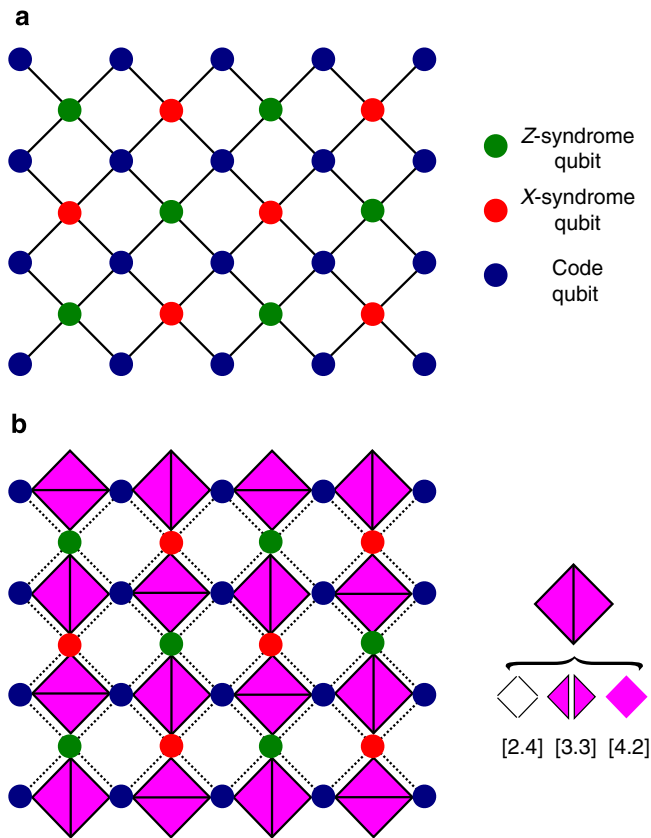 a
Z-syndrome
qubit
X-syndrome
qubit
Code
qubit
b
[2.4] [3.3] [4.2]